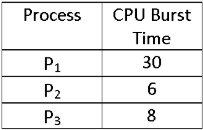 Process CPU Burst Time
P₁ 30
P₂ 6
P₃ 8